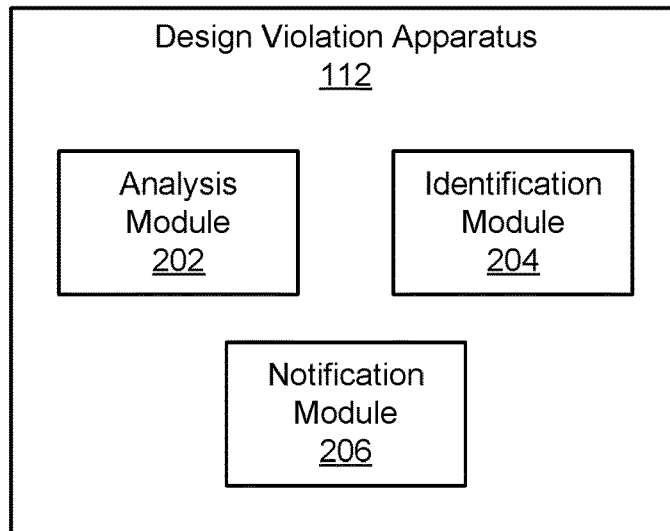 Design Violation Apparatus
112
Analysis
Module
202
Identification
Module
204
Notification
Module
206